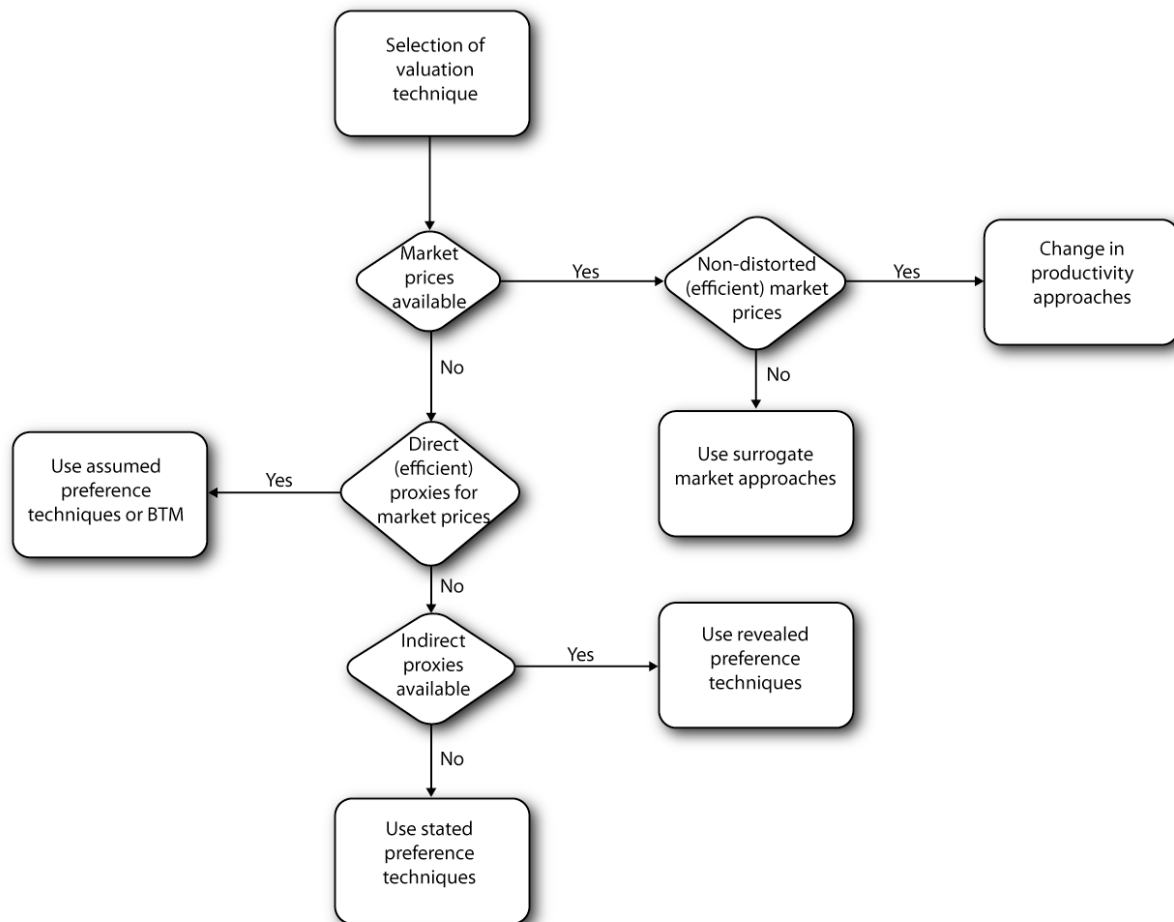 Selection of
valuation
technique
Market
prices
available
Yes
Non-distorted
(efficient) market
prices
Yes
Change in
productivity
approaches
No
No
Use surrogate
market approaches
Direct
(efficient)
proxies for
market prices
Yes
Use assumed
preference
techniques or BTM
No
Indirect
proxies
available
Yes
Use revealed
preference
techniques
No
Use stated
preference
techniques